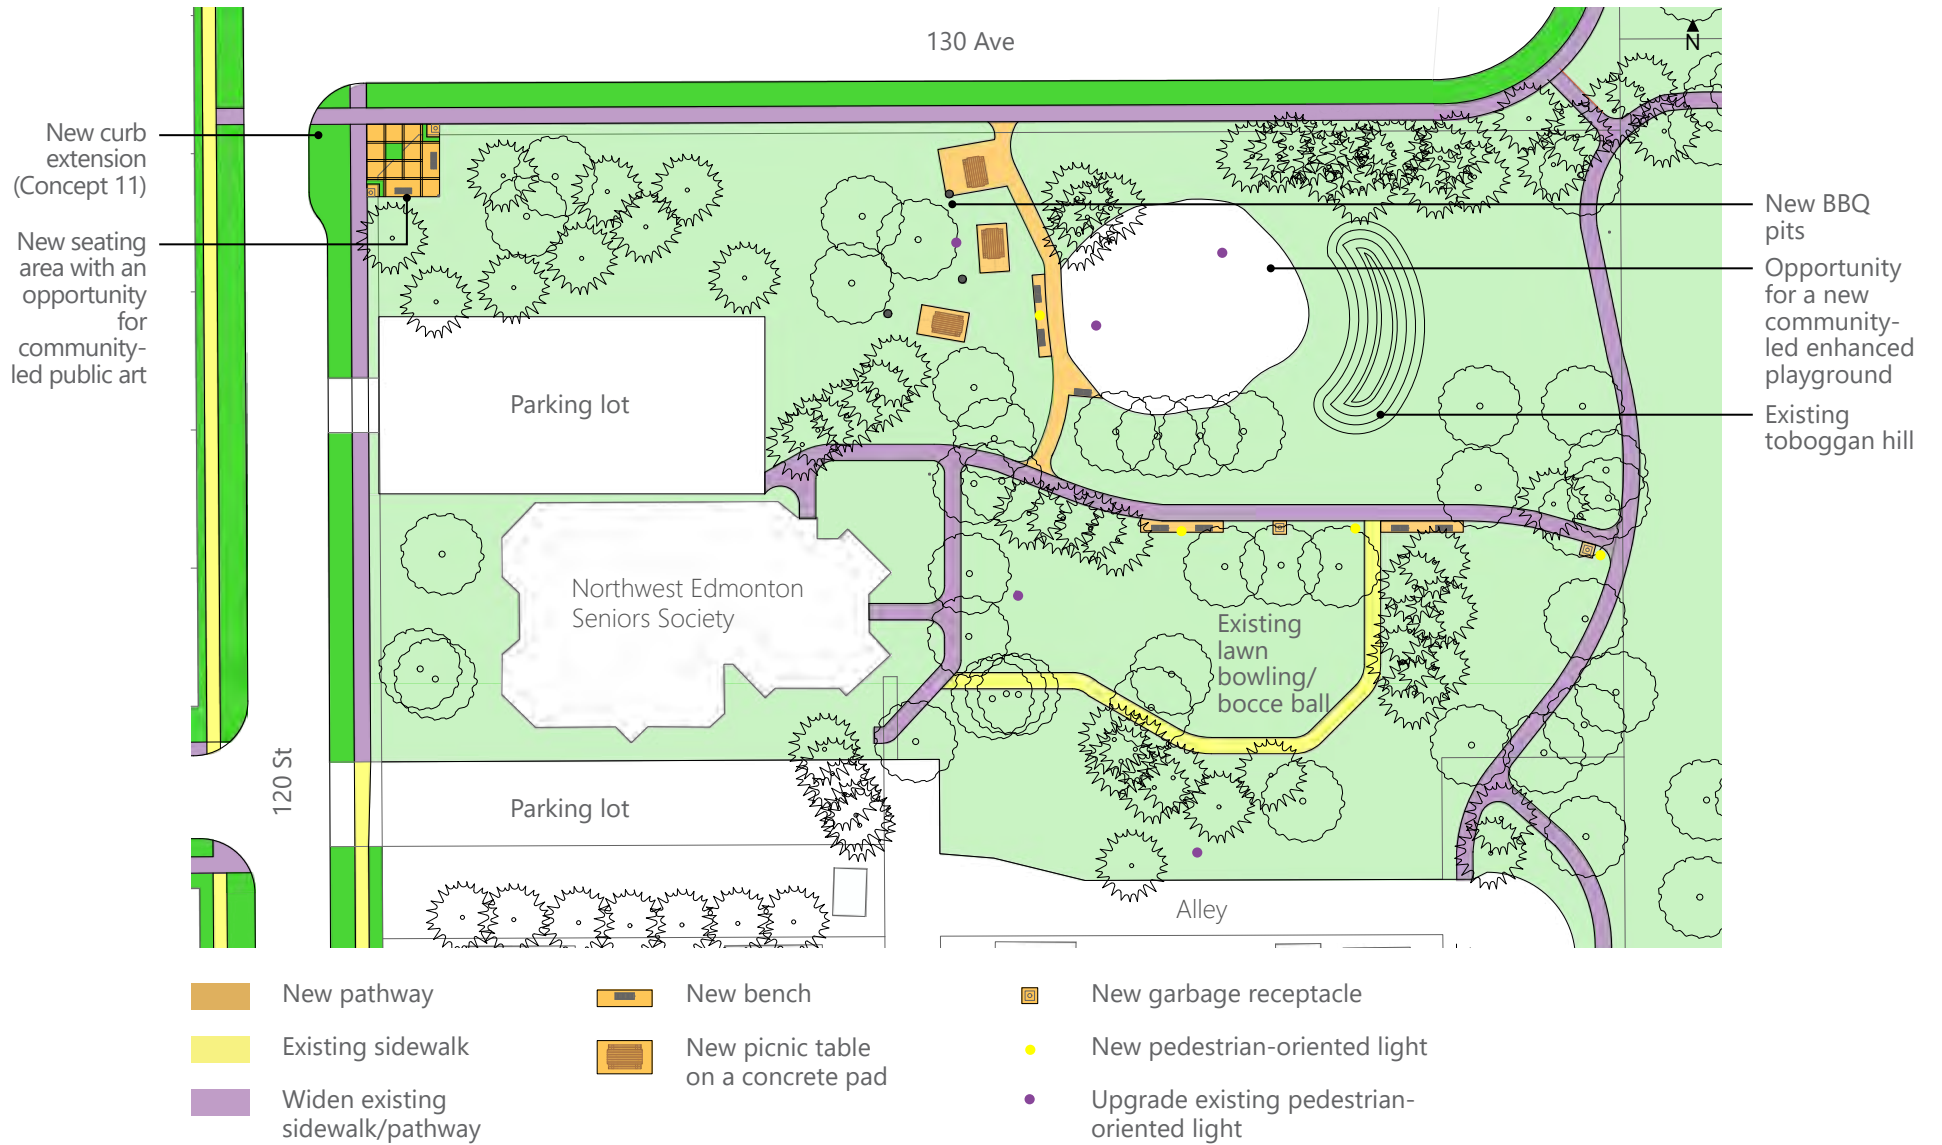 130 Ave
N
New curb
extension
(Concept 11)
New seating
area with an
opportunity
for
community-
led public art
New BBQ
pits
Opportunity
for a new
community-
led enhanced
playground
Existing
toboggan hill
Parking lot
Northwest Edmonton
Seniors Society
Existing
lawn
bowling/
bocce ball
120 St
Parking lot
Alley
New pathway
Existing sidewalk
Widen existing
sidewalk/pathway
New bench
New picnic table
on a concrete pad
New garbage receptacle
New pedestrian-oriented light
Upgrade existing pedestrian-
oriented light